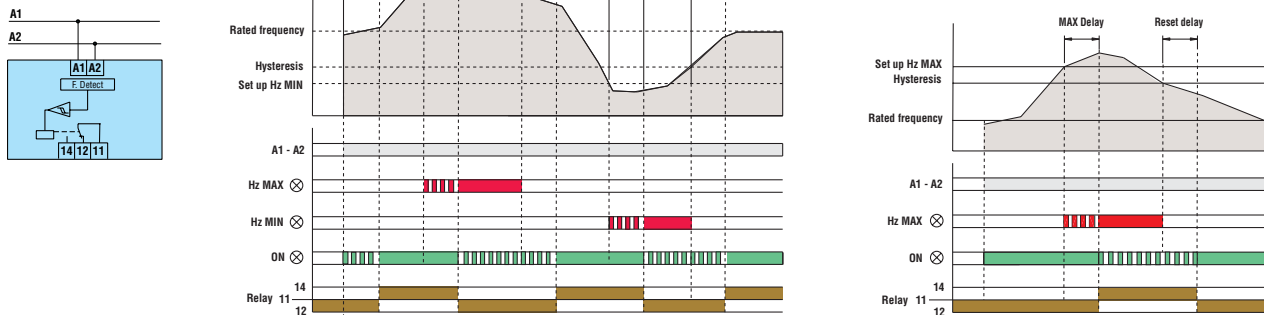 A1
A2
A1 A2
F. Detect
14 12 11
Rated frequency
Hysteresis
Set up Hz MIN
A1 - A2
Hz MAX
Hz MIN
ON
14
Relay 11
12
MAX Delay Reset delay
Set up Hz MAX
Hysteresis
Rated frequency
A1 - A2
Hz MAX
ON
14
Relay 11
12